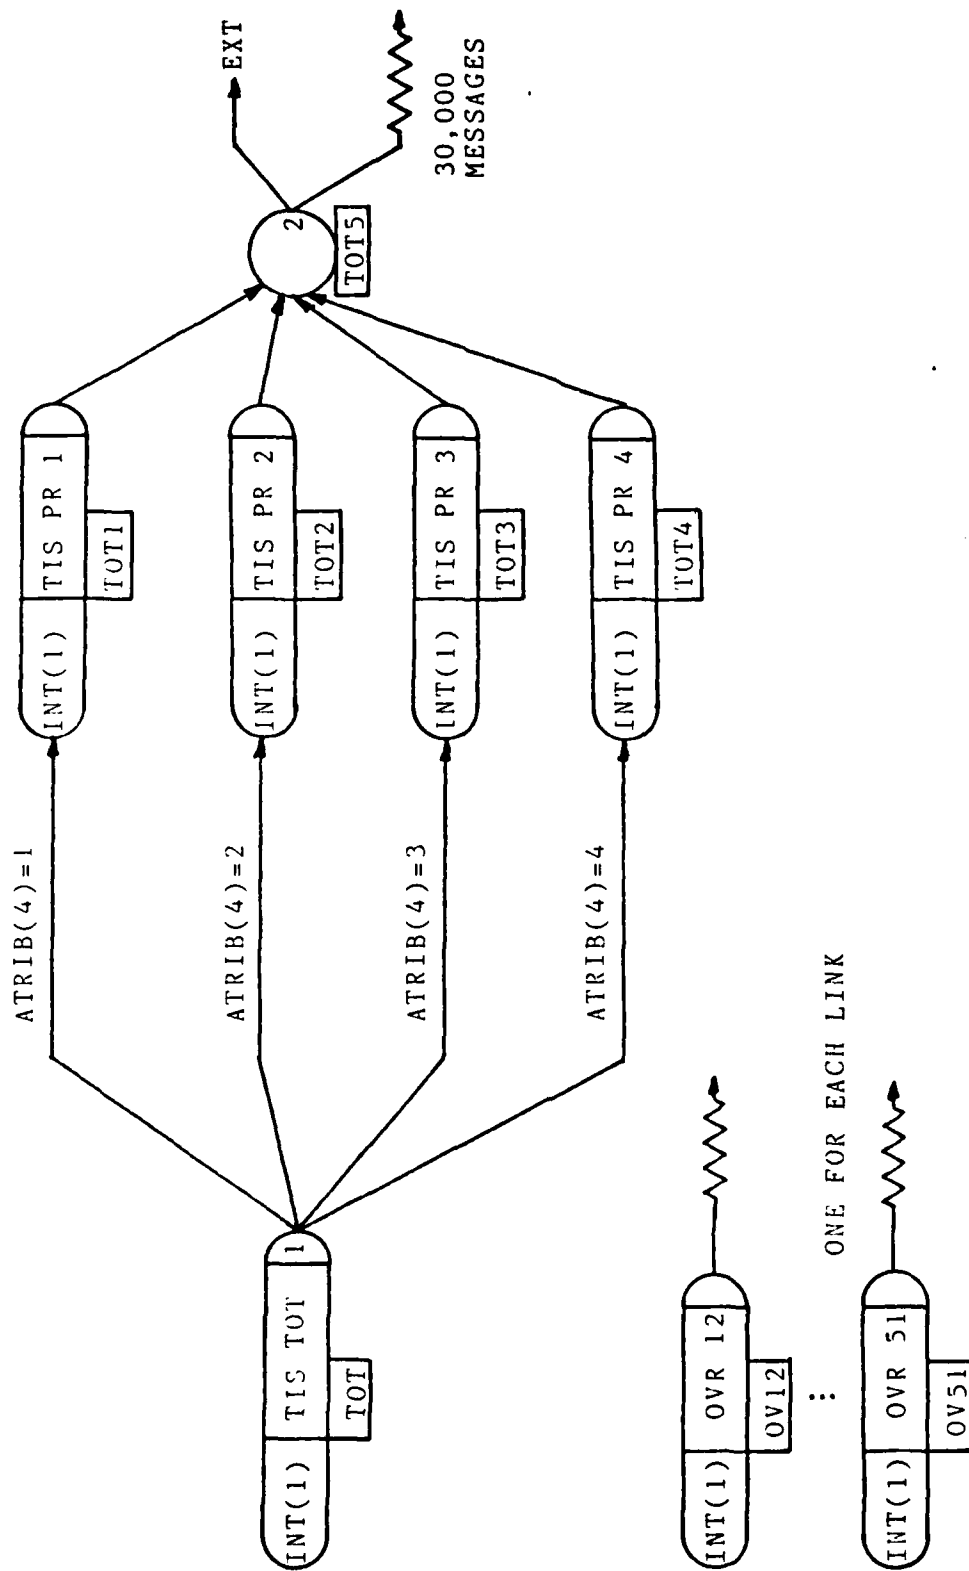 INT(1) TIS TOT 1
TOT
ATRIB(4)=1
INT(1) TIS PR 1
TOT1
ATRIB(4)=2
INT(1) TIS PR 2
TOT2
ATRIB(4)=3
INT(1) TIS PR 3
TOT3
ATRIB(4)=4
INT(1) TIS PR 4
TOT4
2
TOT5
EXT
30,000
MESSAGES
INT(1) OVR 12
OV12
ONE FOR EACH LINK
INT(1) OVR 51
OV51